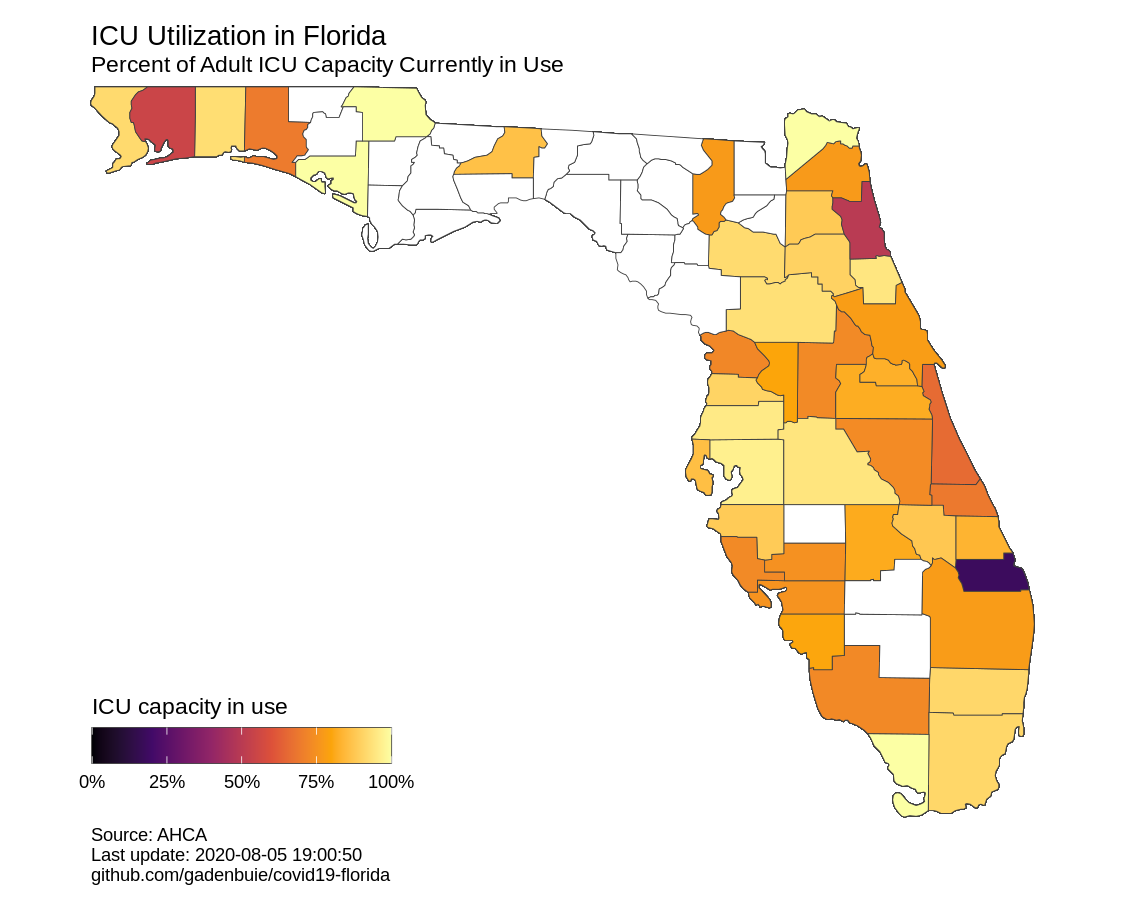 ICU Utilization in Florida
Percent of Adult ICU Capacity Currently in Use
ICU capacity in use
0% 25% 50% 75% 100%
Source: AHCA
Last update: 2020-08-05 19:00:50
github.com/gadenbuie/covid19-florida